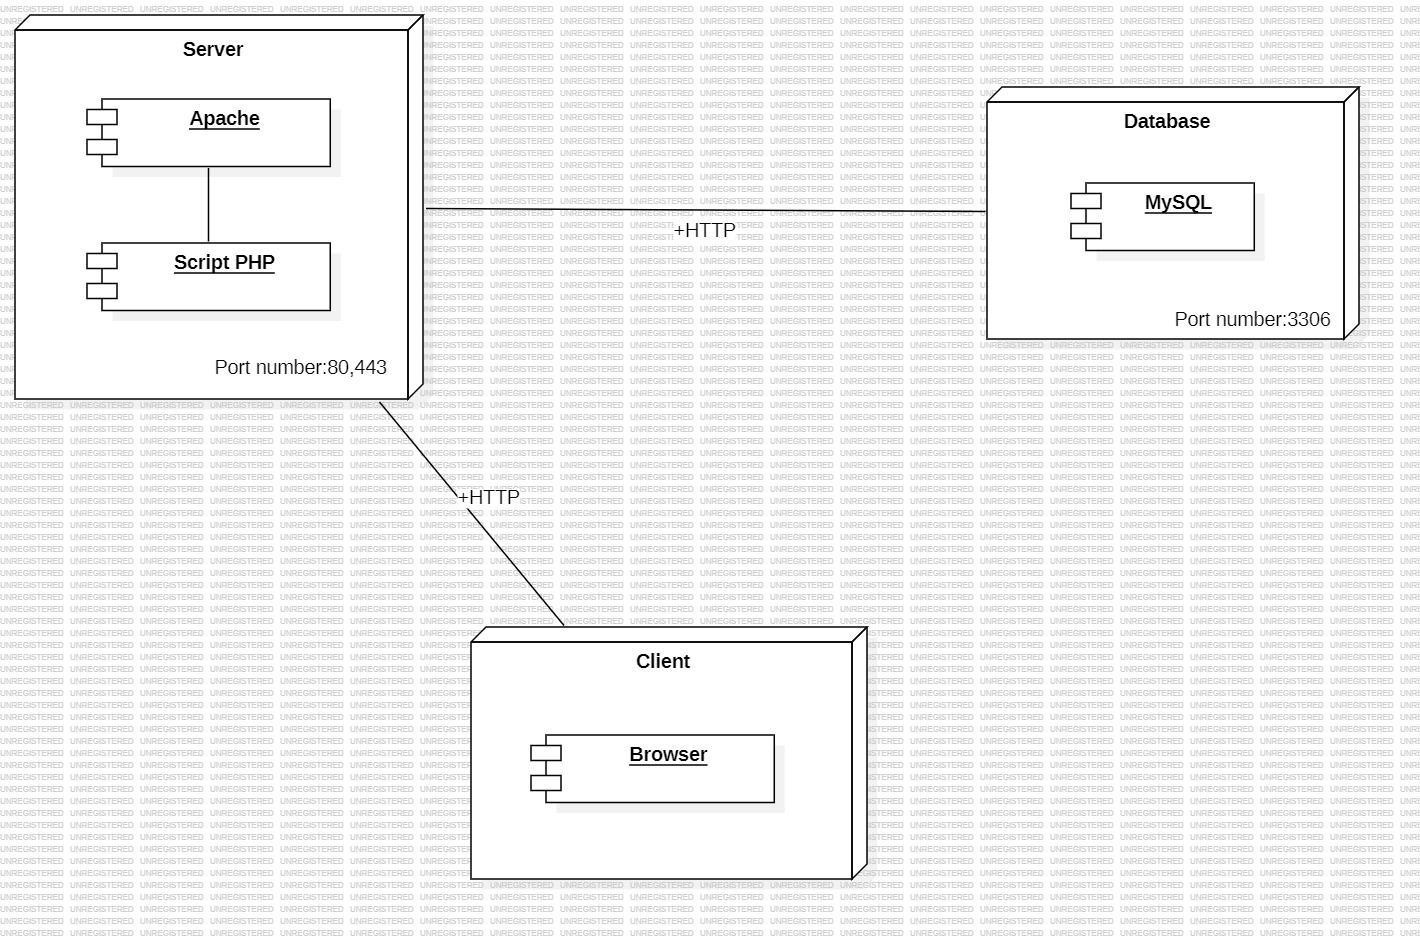 Server
Apache
Script PHP
Port number:80,443
+HTTP
Database
MySQL
Port number:3306
+HTTP
Client
Browser
UNREGISTERED